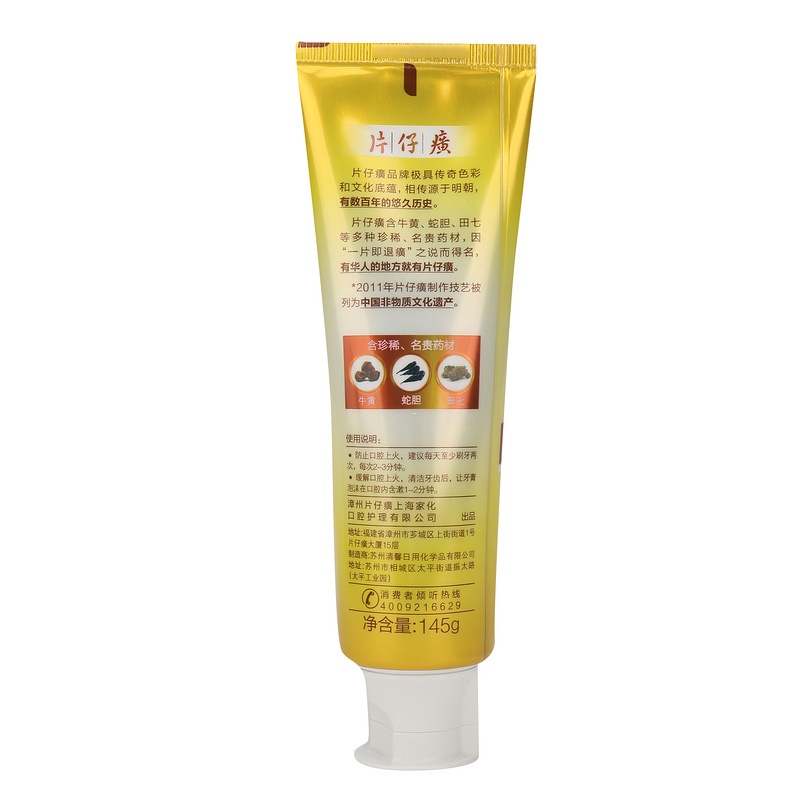 片仔癀
片仔癀品牌极具传奇色彩
和文化底蕴，相传源于明朝，
有数百年的悠久历史。
片仔癀含牛黄、蛇胆、田七
等多种珍稀、名贵药材，因
“一片即退癀”之说而得名，
有华人的地方就有片仔癀。
*2011年片仔癀制作技艺被
列为中国非物质文化遗产。
含珍稀、名贵药材
牛黄 蛇胆 田七
使用说明：
• 防止口腔上火，建议每天至少刷牙两
次，每次2-3分钟。
• 缓解口腔上火，清洁牙齿后，让牙膏
泡沫在口腔内含漱1-2分钟。
漳州片仔癀上海家化
口腔护理有限公司 出品
地址:福建省漳州市芗城区上街街道1号
片仔癀大厦15层
制造商:苏州清馨日用化学品有限公司
地址:苏州市相城区太平街道振太路
(太平工业园)
消费者倾听热线
4009216629
净含量:145g